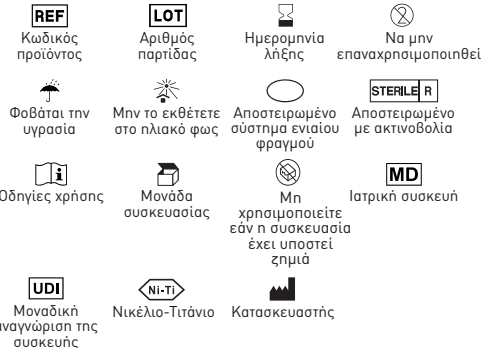 REF
LOT
Κωδικός
προϊόντος
Αριθμός
παρτίδας
Ημερομηνία
λήξης
Να μην
επαναχρησιμοποιηθεί
2
STERILE R
Φοβάται την
υγρασία
Μην το εκθέτετε
στο ηλιακό φως
Αποστειρωμένο
σύστημα ενιαίου
φραγμού
Αποστειρωμένο
με ακτινοβολία
i
MD
Οδηγίες χρήσης
Μονάδα
συσκευασίας
Μη
χρησιμοποιείτε
εάν η συσκευασία
έχει υποστεί
ζημιά
Ιατρική συσκευή
UDI
Ni-Ti
Μοναδική
αναγνώριση της
συσκευής
Νικέλιο-Τιτάνιο
Κατασκευαστής